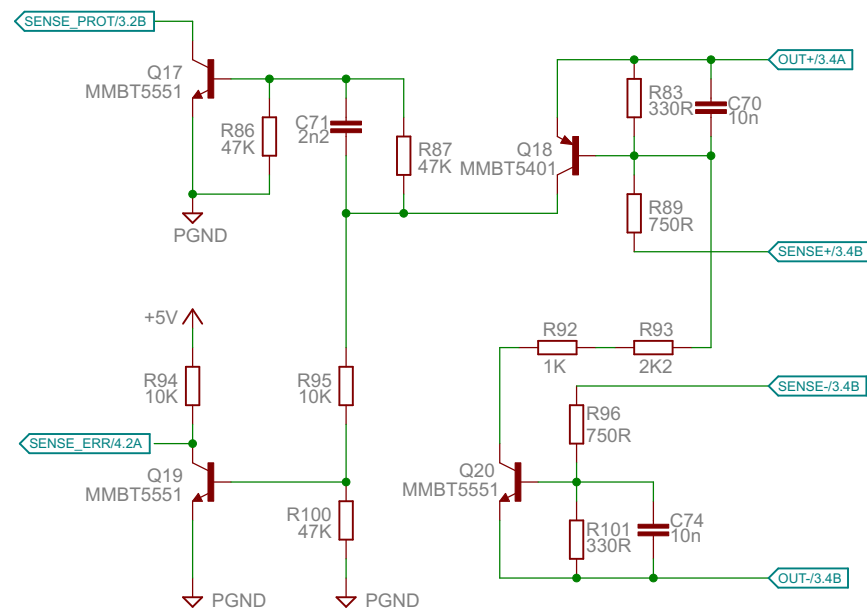 SENSE_PROT/3.2B
OUT+/3.4A
Q17
MMBT5551
R86
47K
C71
2n2
R87
47K
Q18
MMBT5401
R83
330R
C70
10n
PGND
R89
750R
SENSE+/3.4B
+5V
R94
10K
R95
10K
R92
1K
R93
2K2
SENSE-/3.4B
R96
750R
SENSE_ERR/4.2A
Q19
MMBT5551
Q20
MMBT5551
R100
47K
R101
330R
C74
10n
OUT-/3.4B
PGND
PGND